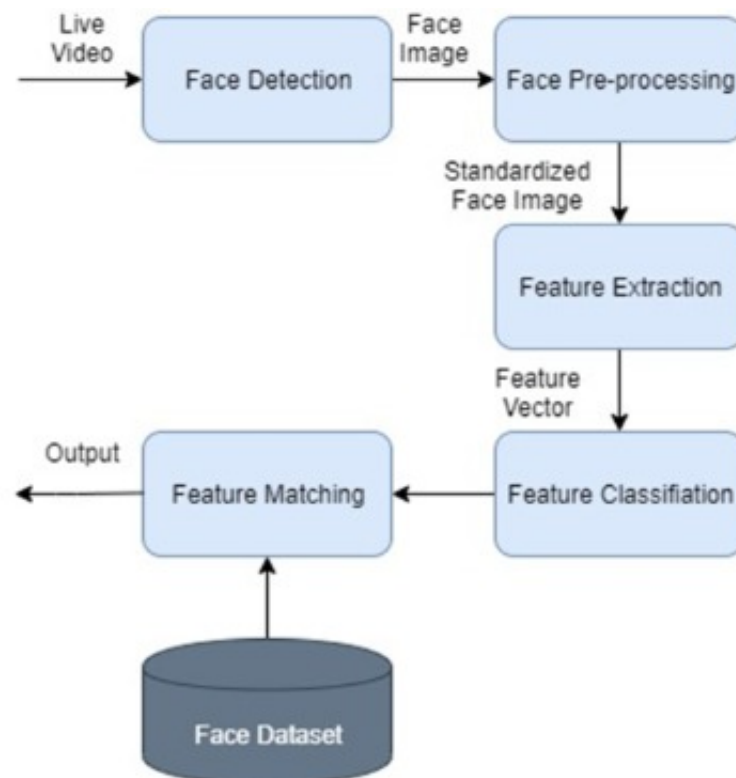 Live
Video
Face Detection
Face
Image
Face Pre-processing
Standardized
Face Image
Feature Extraction
Feature
Vector
Feature Classifiation
Feature Matching
Output
Face Dataset